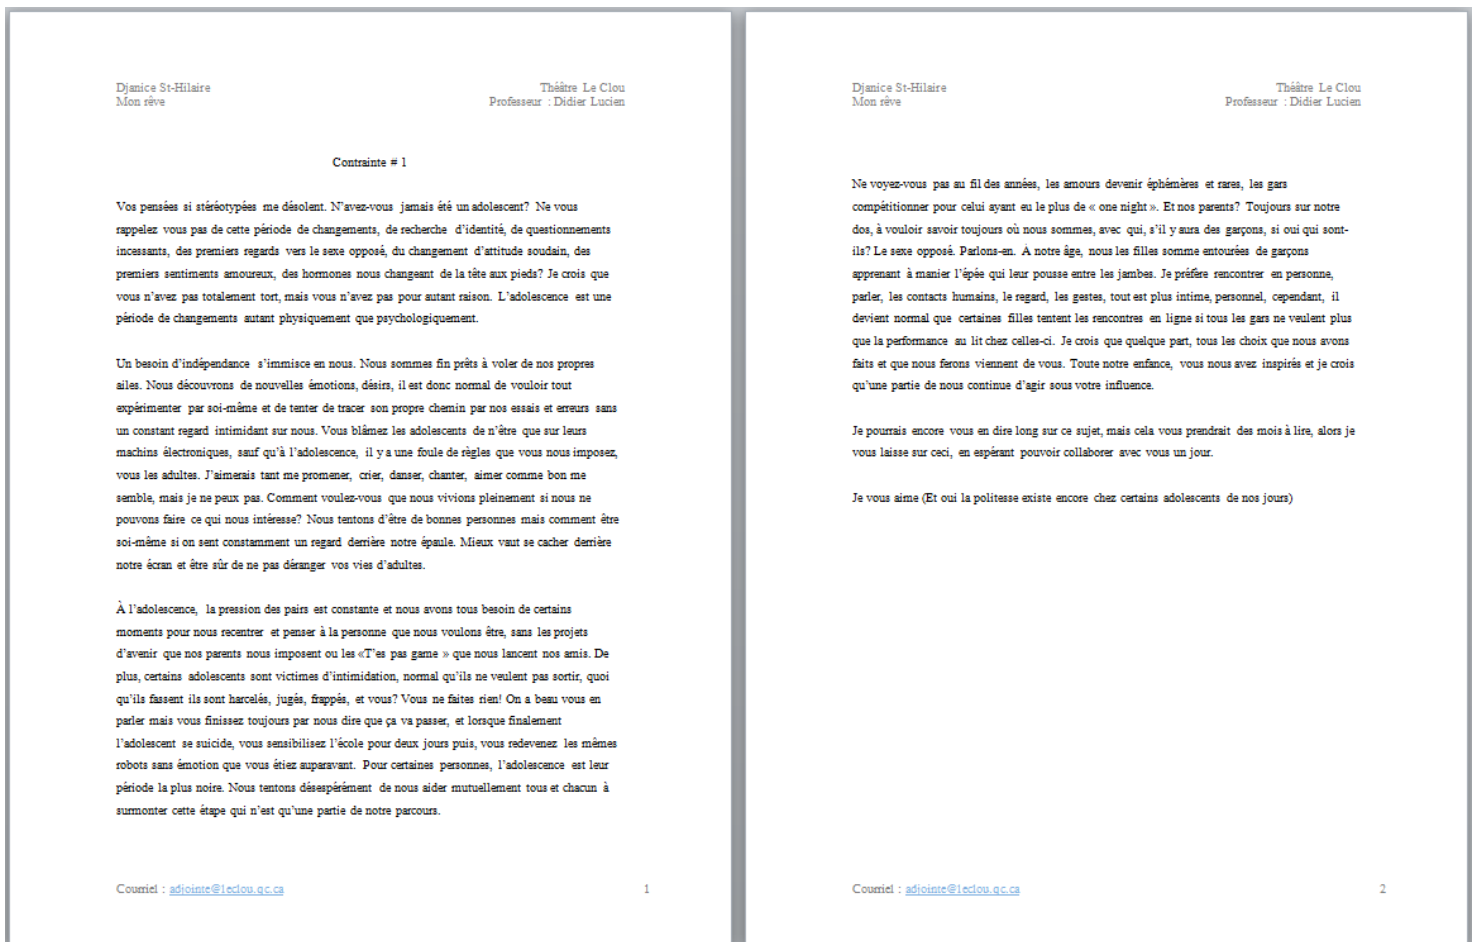 Djanice St-Hilaire Théâtre Le Clou
Mon rêve Professeur : Didier Lucien
Contrainte # 1
Vos pensées si stéréotypées me désolent. N'avez-vous jamais été un adolescent? Ne vous
rappelez vous pas de cette période de changements, de recherche d'identité, de questionnements
incessants, des premiers regards vers le sexe opposé, du changement d'attitude soudain, des
premiers sentiments amoureux, des hormones nous changeant de la tête aux pieds? Je crois que
vous n'avez pas totalement tort, mais vous n'avez pas pour autant raison. L'adolescence est une
période de changements autant physiquement que psychologiquement.
Un besoin d'indépendance s'immisce en nous. Nous sommes fin prêts à voler de nos propres
ailes. Nous découvrons de nouvelles émotions, désirs, il est donc normal de vouloir tout
expérimenter par soi-même et de tenter de tracer son propre chemin par nos essais et erreurs sans
un constant regard intimidant sur nous. Vous blâmez les adolescents de n'être que sur leurs
machins électroniques, sauf qu'à l'adolescence, il y a une foule de règles que vous nous imposez,
vous les adultes. J'aimerais tant me promener, crier, danser, chanter, aimer comme bon me
semble, mais je ne peux pas. Comment voulez-vous que nous vivions pleinement si nous ne
pouvons faire ce qui nous intéresse? Nous tentons d'être de bonnes personnes mais comment être
soi-même si on sent constamment un regard derrière notre épaule. Mieux vaut se cacher derrière
notre écran et être sûr de ne pas déranger vos vies d'adultes.
À l'adolescence, la pression des pairs est constante et nous avons tous besoin de certains
moments pour nous recentrer et penser à la personne que nous voulons être, sans les projets
d'avenir que nos parents nous imposent ou les «T'es pas game » que nous lancent nos amis. De
plus, certains adolescents sont victimes d'intimidation, normal qu'ils ne veulent pas sortir, quoi
qu'ils fassent ils sont harcelés, jugés, frappés, et vous? Vous ne faites rien! On a beau vous en
parler mais vous finissez toujours par nous dire que ça va passer, et lorsque finalement
l'adolescent se suicide, vous sensibilisez l'école pour deux jours puis, vous redevenez les mêmes
robots sans émotion que vous étiez auparavant. Pour certaines personnes, l'adolescence est leur
période la plus noire. Nous tentons désespérément de nous aider mutuellement tous et chacun à
surmonter cette étape qui n'est qu'une partie de notre parcours.
Courriel : adjointe@leclou.qc.ca 1
Djanice St-Hilaire Théâtre Le Clou
Mon rêve Professeur : Didier Lucien
Ne voyez-vous pas au fil des années, les amours devenir éphémères et rares, les gars
compétitionner pour celui ayant eu le plus de « one night ». Et nos parents? Toujours sur notre
dos, à vouloir savoir toujours où nous sommes, avec qui, s'il y aura des garçons, si oui qui sont-
ils? Le sexe opposé. Parlons-en. À notre âge, nous les filles somme entourées de garçons
apprenant à manier l'épée qui leur pousse entre les jambes. Je préfère rencontrer en personne,
parler, les contacts humains, le regard, les gestes, tout est plus intime, personnel, cependant, il
devient normal que certaines filles tentent les rencontres en ligne si tous les gars ne veulent plus
que la performance au lit chez celles-ci. Je crois que quelque part, tous les choix que nous avons
faits et que nous ferons viennent de vous. Toute notre enfance, vous nous avez inspirés et je crois
qu'une partie de nous continue d'agir sous votre influence.
Je pourrais encore vous en dire long sur ce sujet, mais cela vous prendrait des mois à lire, alors je
vous laisse sur ceci, en espérant pouvoir collaborer avec vous un jour.
Je vous aime (Et oui la politesse existe encore chez certains adolescents de nos jours)
Courriel : adjointe@leclou.qc.ca 2